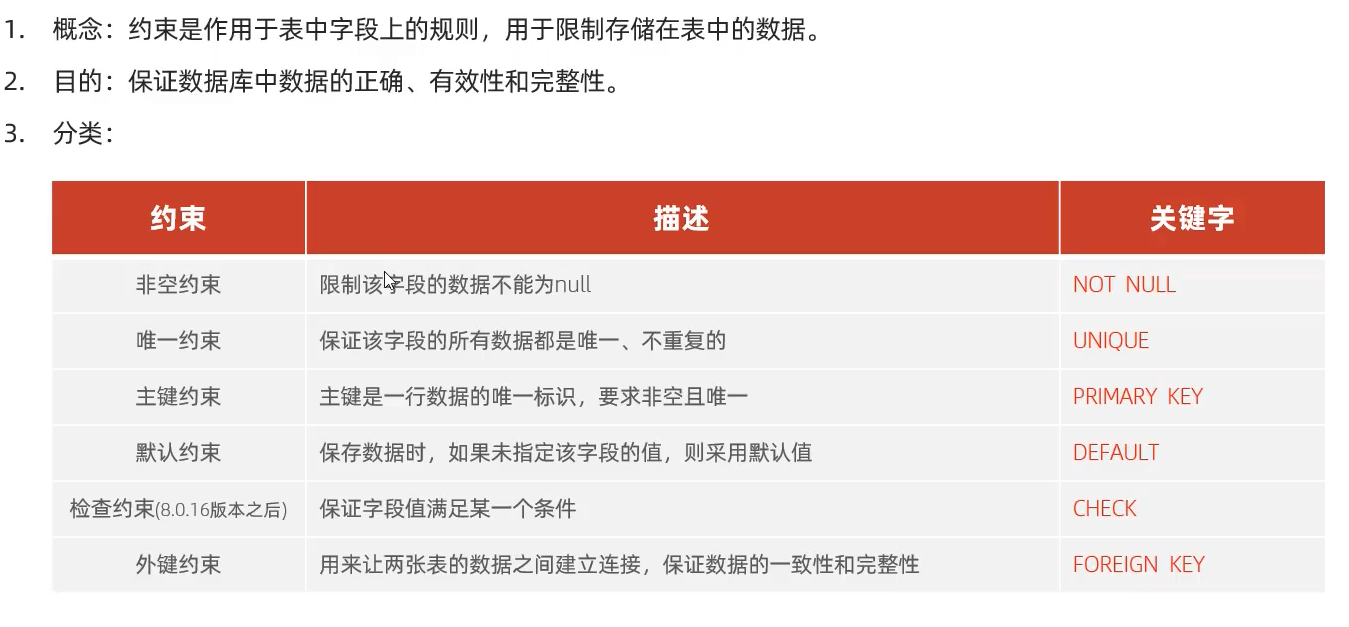 1. 概念：约束是作用于表中字段上的规则，用于限制存储在表中的数据。
2. 目的：保证数据库中数据的正确、有效性和完整性。
3. 分类：
约束 描述 关键字
非空约束 限制该字段的数据不能为null NOT NULL
唯一约束 保证该字段的所有数据都是唯一、不重复的 UNIQUE
主键约束 主键是一行数据的唯一标识，要求非空且唯一 PRIMARY KEY
默认约束 保存数据时，如果未指定该字段的值，则采用默认值 DEFAULT
检查约束(8.0.16版本之后) 保证字段值满足某一个条件 CHECK
外键约束 用来让两张表的数据之间建立连接，保证数据的一致性和完整性 FOREIGN KEY